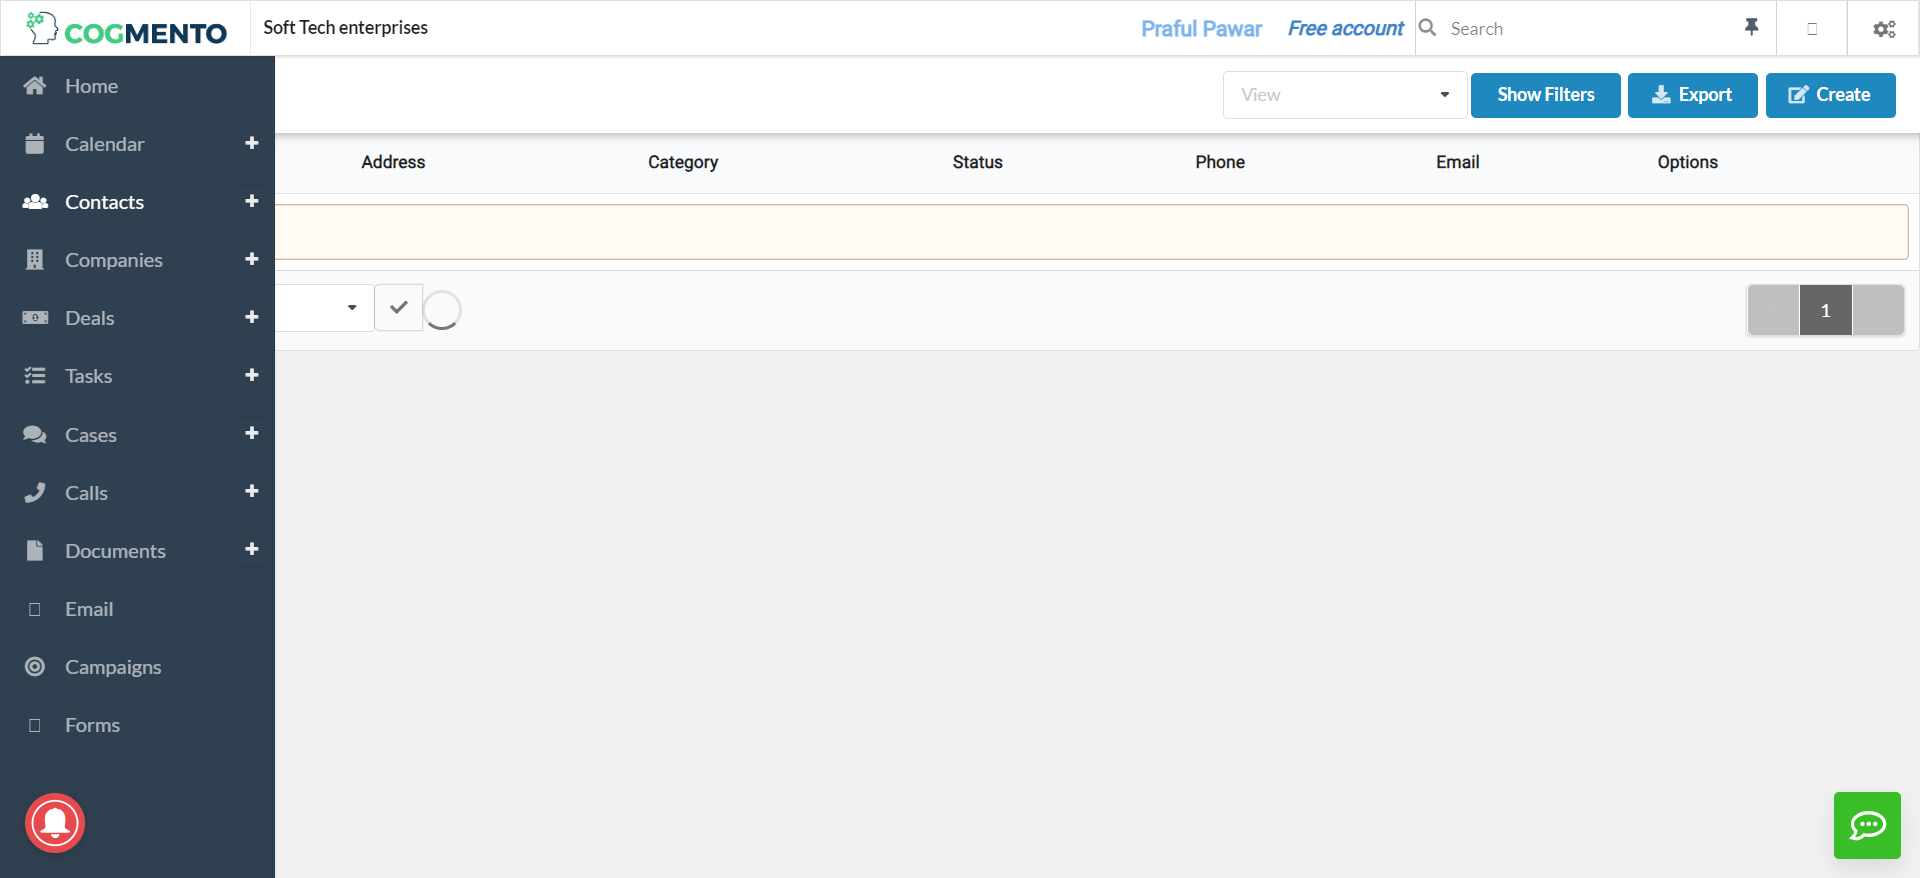 COGMENTO
Soft Tech enterprises
Praful Pawar
Free account
Search
Home
Calendar
Contacts
Companies
Deals
Tasks
Cases
Calls
Documents
Email
Campaigns
Forms
View
Show Filters
Export
Create
Address
Category
Status
Phone
Email
Options
1